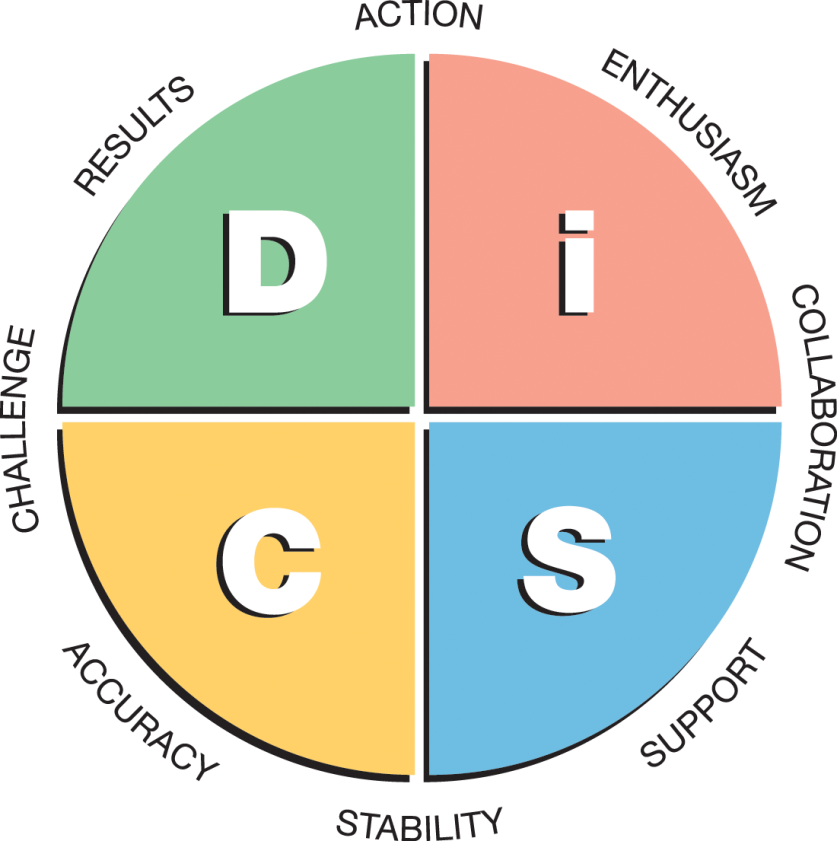 ACTION
ENTHUSIASM
COLLABORATION
SUPPORT
STABILITY
ACCURACY
CHALLENGE
RESULTS
D
i
C
S